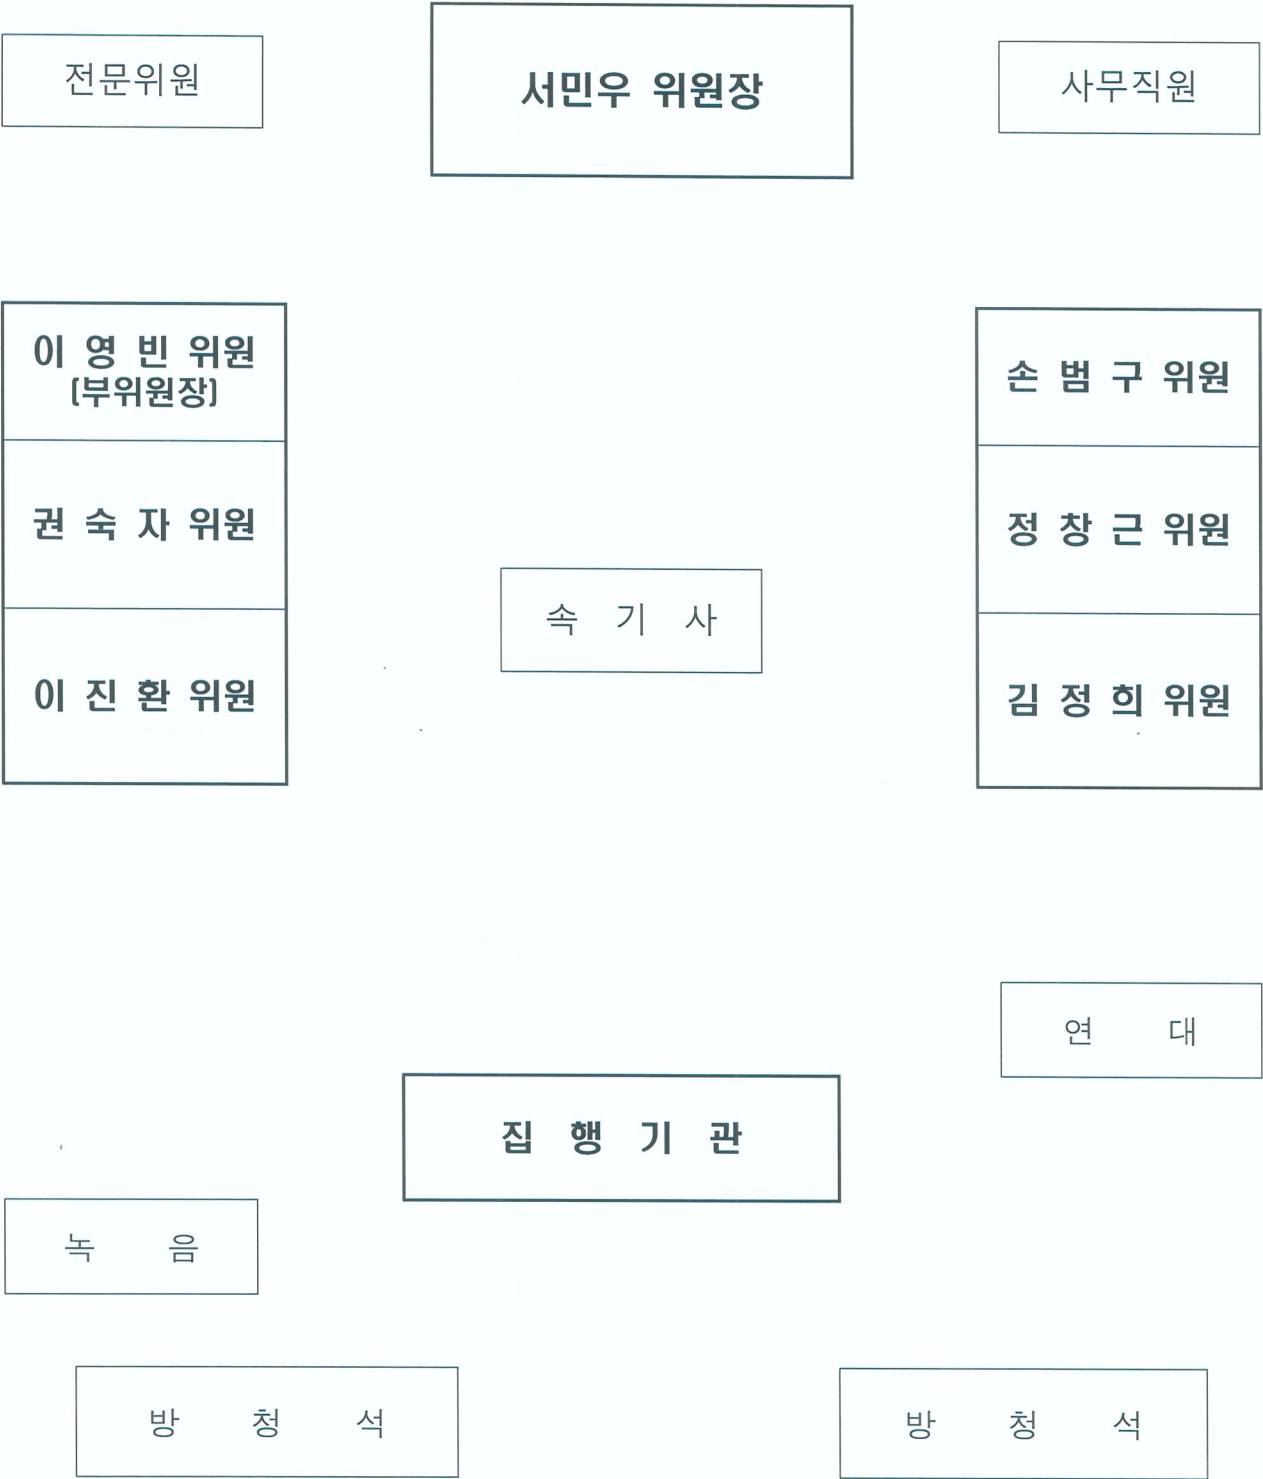 전문위원
서민우 위원장
사무직원
이 영 빈 위원
(부위원장)
권 숙 자 위원
이 진 환 위원
손 범 구 위원
정 창 근 위원
김 정 희 위원
속 기 사
연 대
집 행 기 관
녹 음
방 청 석
방 청 석